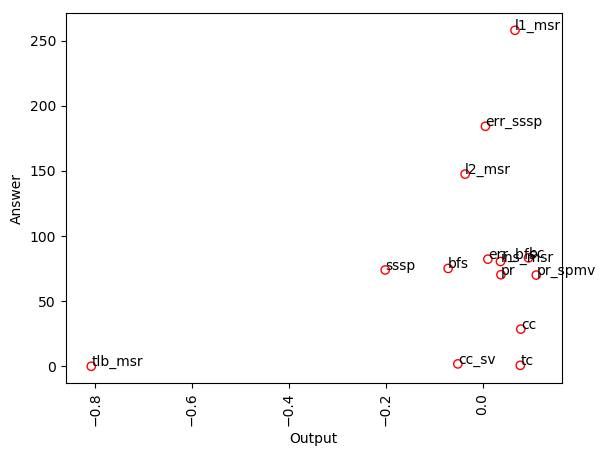 l1_msr
250
err_sssp
200
l2_msr
150
Answer
100
err_bfs
bc
ins_msr
sssp
bfs
pr
pr_spmv
50
cc
tlb_msr
cc_sv
tc
0
−0.8
−0.6
−0.4
−0.2
0.0
Output